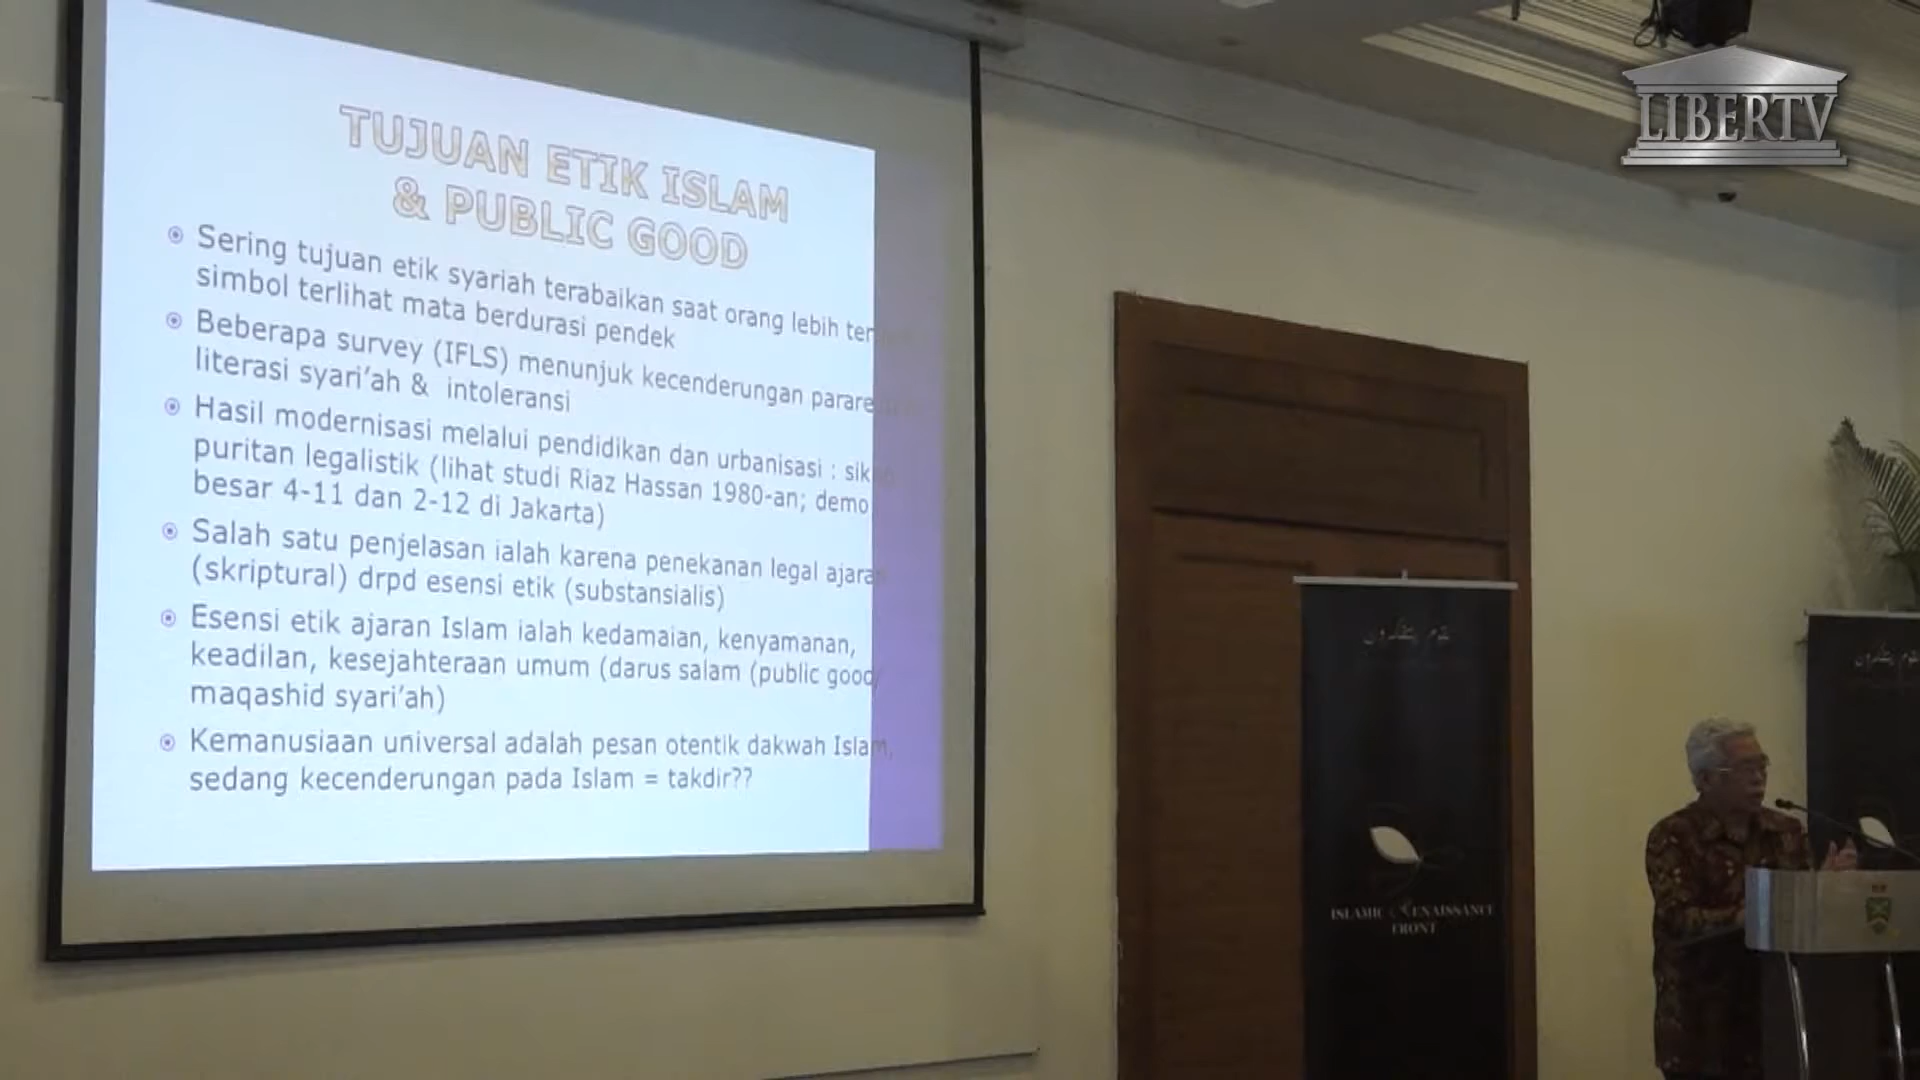 LIBERTV
TUJUAN ETIK ISLAM
& PUBLIC GOOD
Sering tujuan etik syariah terabaikan saat orang lebih
simbol terlihat mata berdurasi pendek
Beberapa survey (IFLS) menunjuk kecenderungan
literasi syari'ah & intoleransi
Hasil modernisasi melalui pendidikan dan urbanisasi :
puritan legalistik (lihat studi Riaz Hassan 1980-an; demo
besar 4-11 dan 2-12 di Jakarta)
Salah satu penjelasan ialah karena penekanan legal ajaran
(skriptural) drpd esensi etik (substansialis)
Esensi etik ajaran Islam ialah kedamaian, kenyamanan,
keadilan, kesejahteraan umum (darus salam (public good/
maqashid syari'ah)
Kemanusiaan universal adalah pesan otentik dakwah Islam,
sedang kecenderungan pada Islam = takdir??
ISLAMIC RENAISSANCE
FRONT